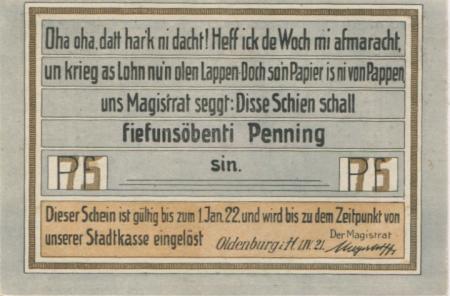 Oha oha, datt har'k ni dacht! Heff ick de Woch mi afmaracht,
un krieg as Lohn nu'n olen Lappen-Doch so'n Papier is ni von Pappen,
uns Magistrat seggt: Disse Schien schall
fiefunsöbenti Penning
Pf 75 sin. Pf 75
Dieser Schein ist gültig bis zum 1. Jan. 22. und wird bis zu dem Zeitpunkt von
unserer Stadtkasse eingelöst Oldenburg i. H. 1. IV. 21. Der Magistrat